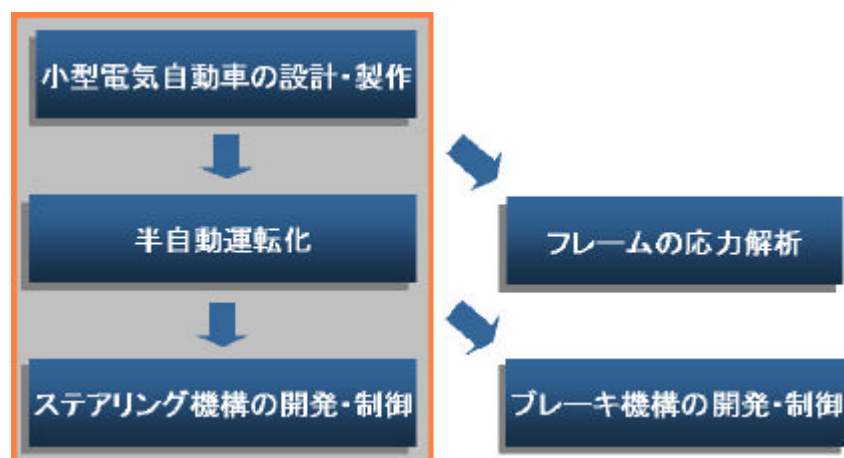 小型電気自動車の設計・製作
半自動運転化
フレームの応力解析
ステアリング機構の開発・制御
ブレーキ機構の開発・制御